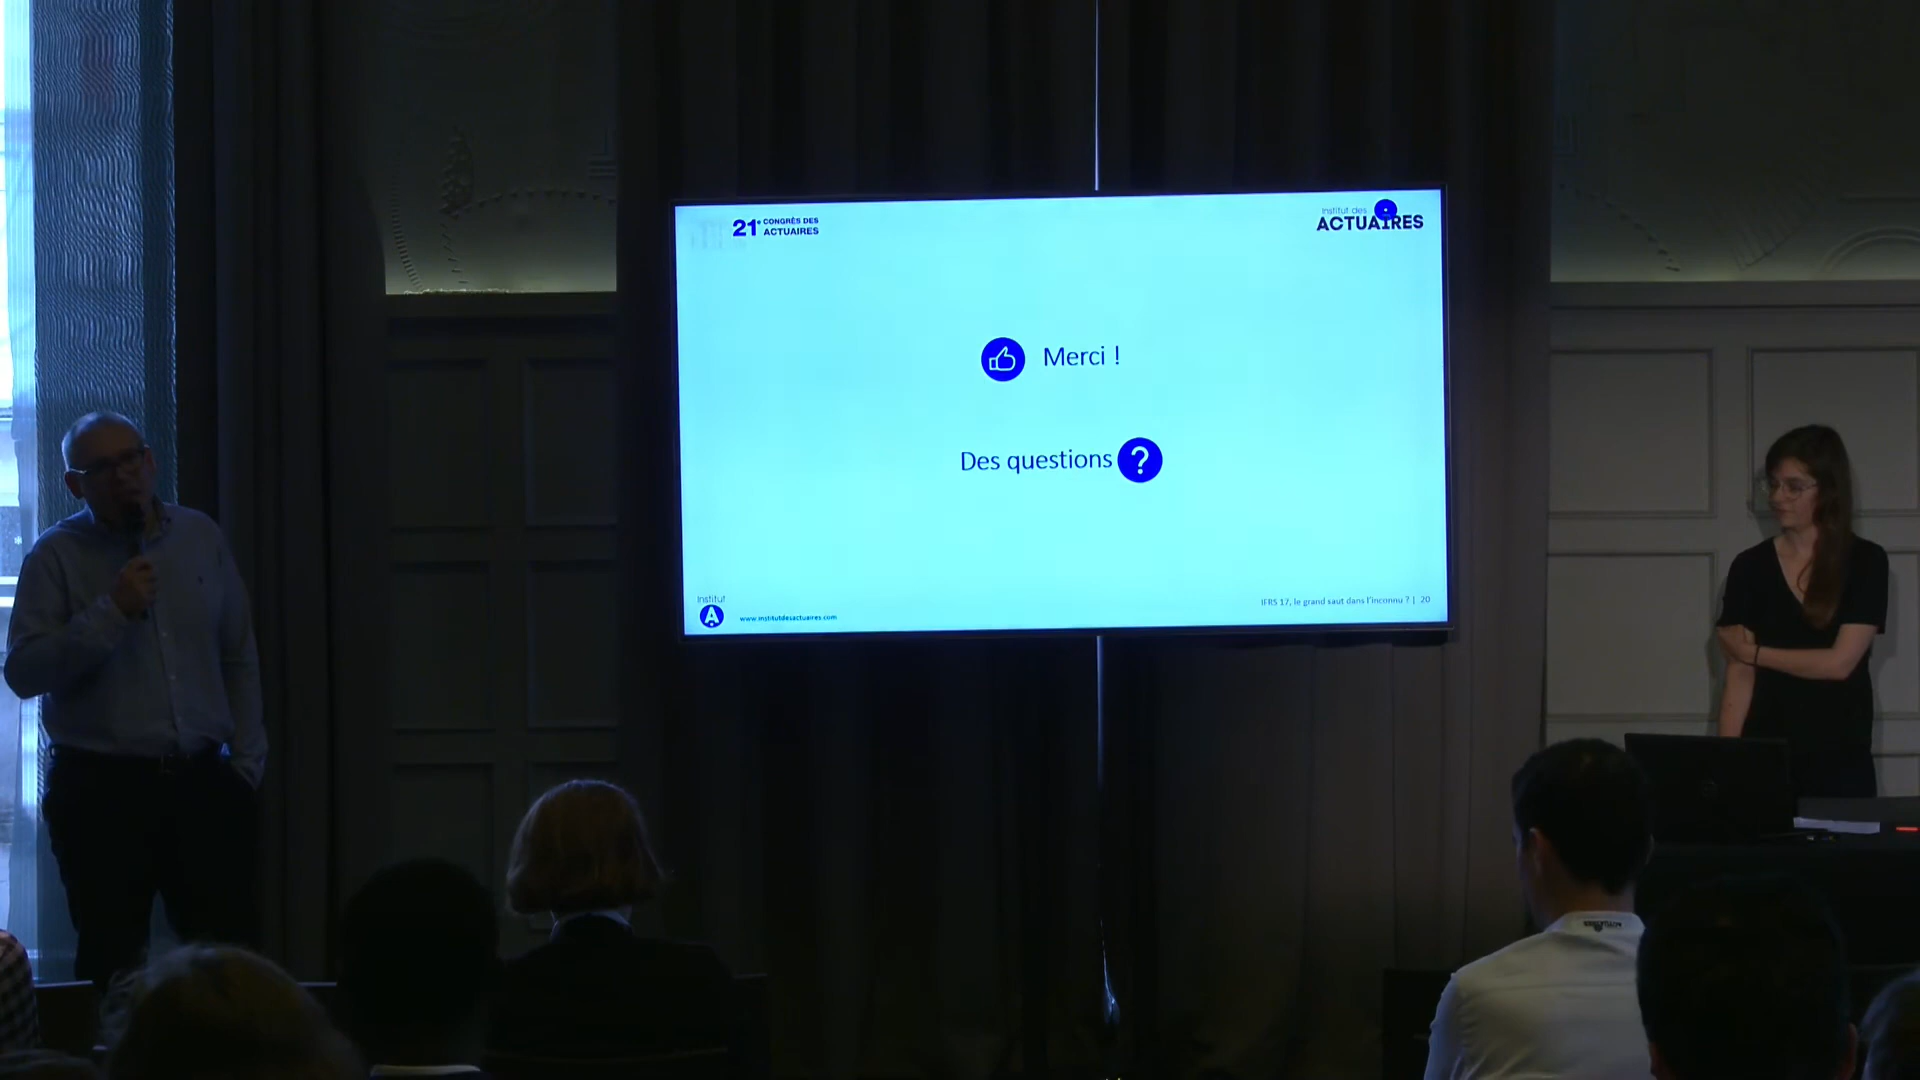 21e CONGRÈS DES
ACTUAIRES
Institut des
ACTUAIRES
Merci !
Des questions ?
Institut
A
www.institutdesactuaires.com
IFRS 17, le grand saut dans l'inconnu ? | 20
ACTUAIRES